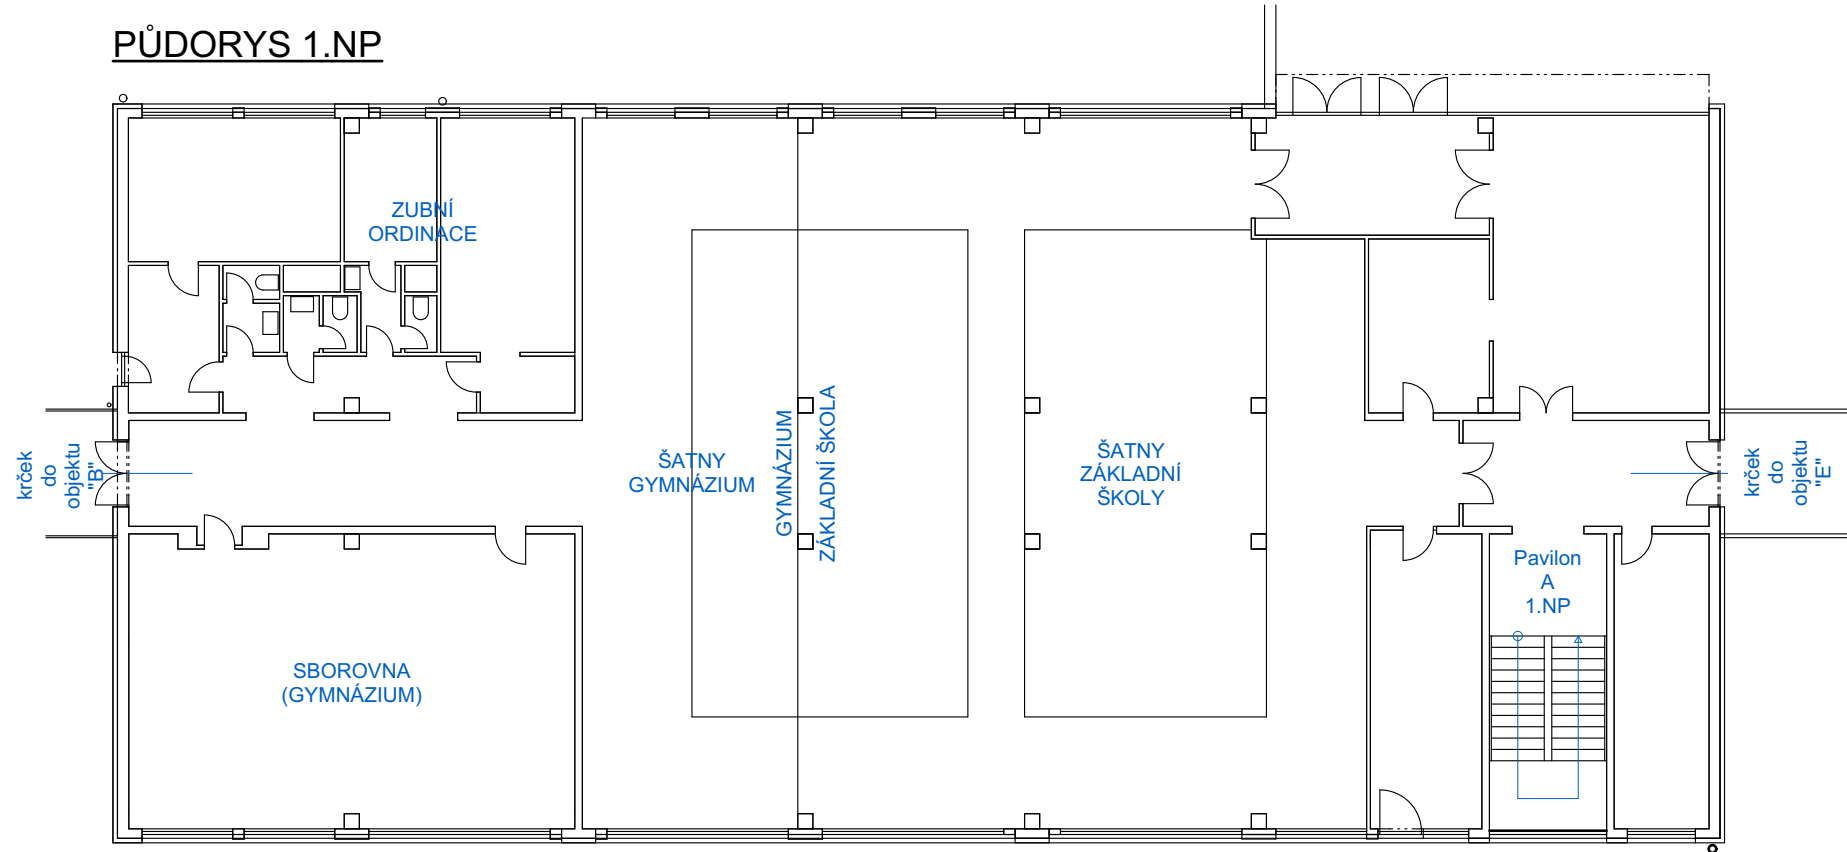 PŮDORYS 1.NP
ZUBNÍ
ORDINACE
krček
do
objektu
"B"
ŠATNY
GYMNÁZIUM
GYMNÁZIUM
ZÁKLADNÍ ŠKOLA
ŠATNY
ZÁKLADNÍ
ŠKOLY
krček
do
objektu
"E"
Pavilon
A
1.NP
SBOROVNA
(GYMNÁZIUM)